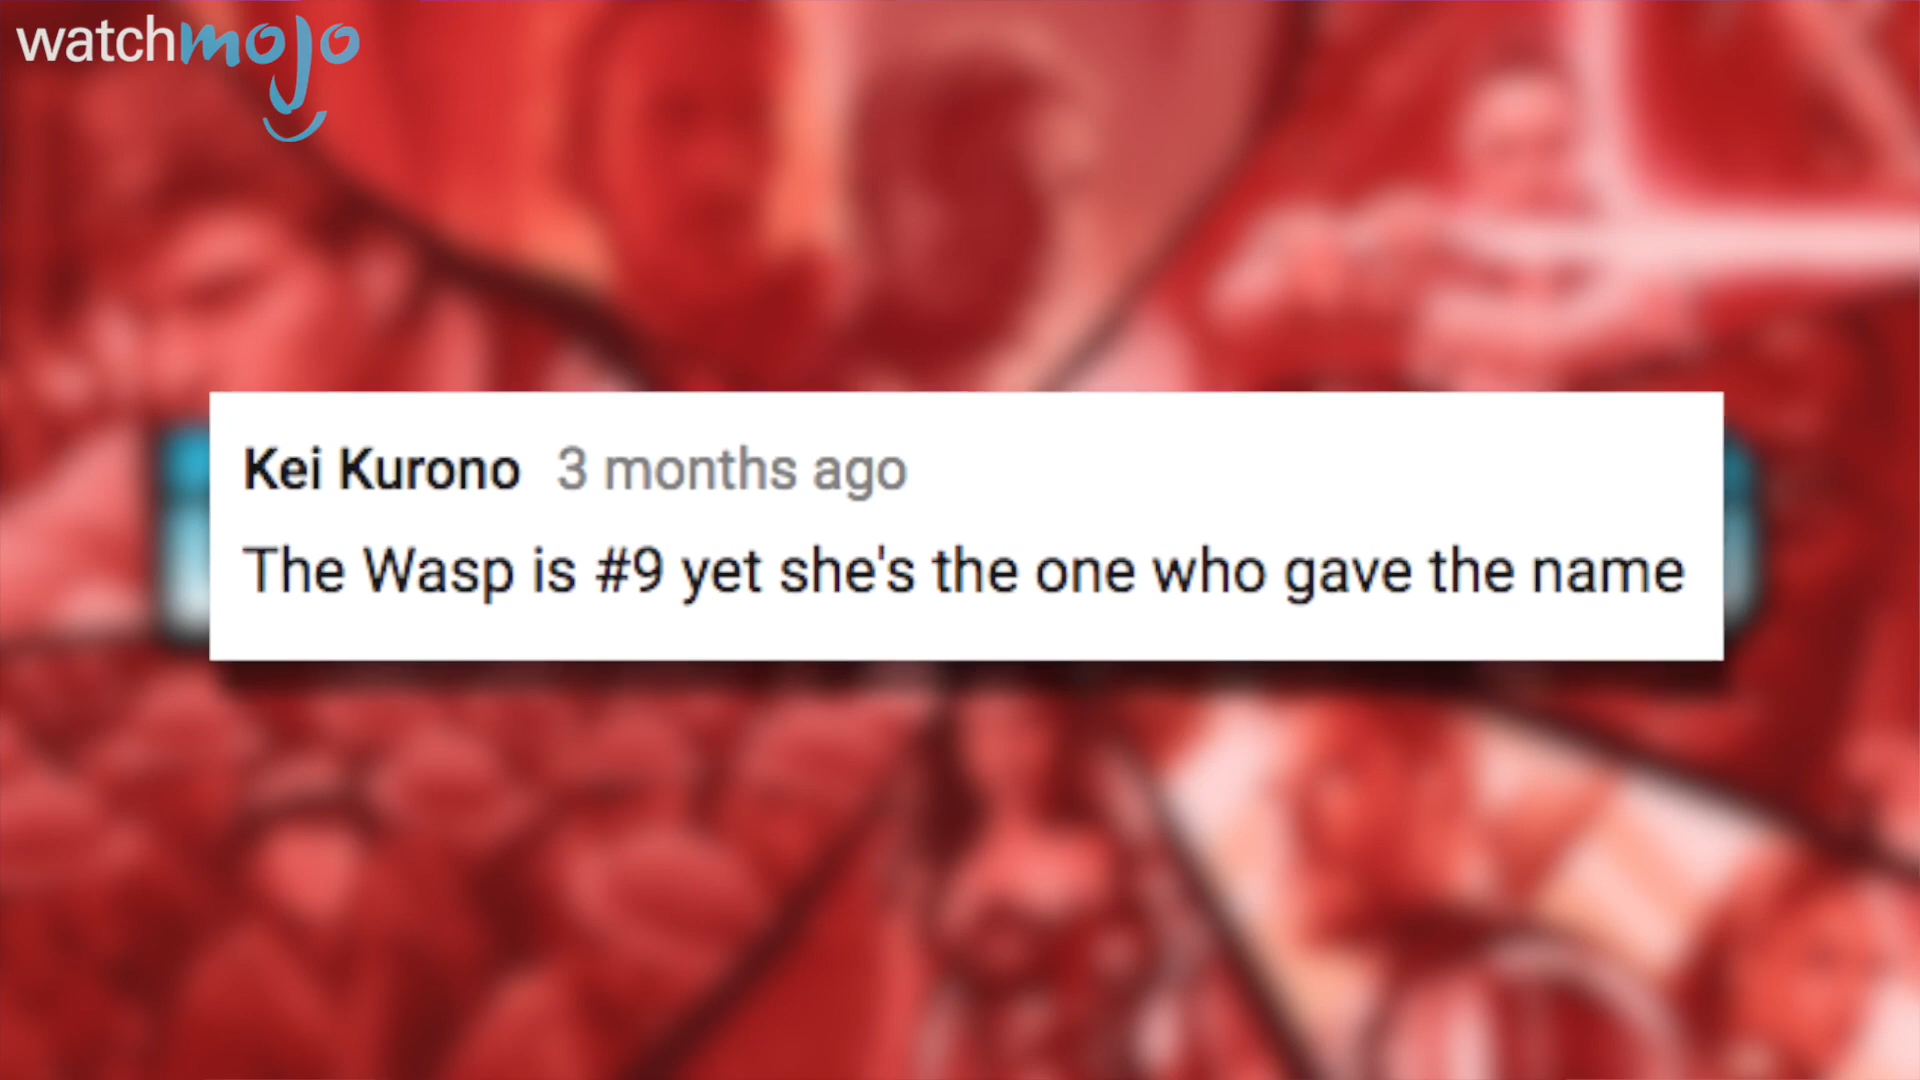 watchmojo
Kei Kurono 3 months ago
The Wasp is #9 yet she's the one who gave the name